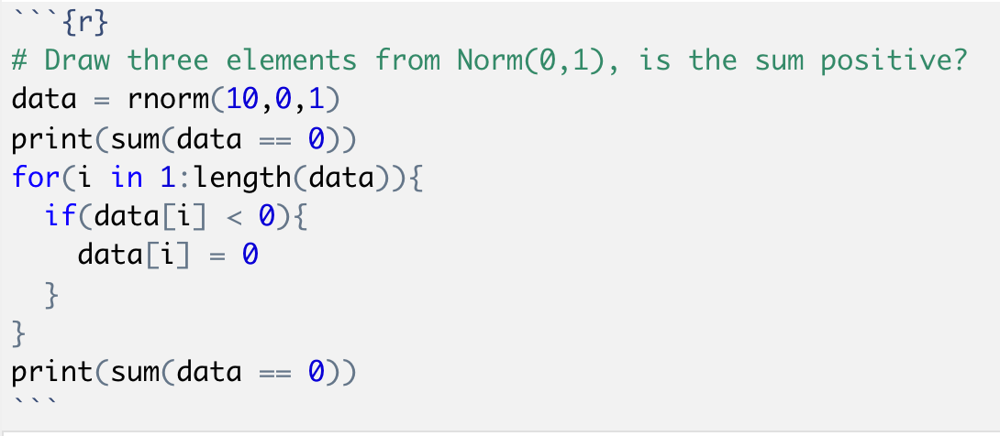 ```{r}
# Draw three elements from Norm(0,1), is the sum positive?
data = rnorm(10,0,1)
print(sum(data == 0))
for(i in 1:length(data)){
  if(data[i] < 0){
    data[i] = 0
  }
}
print(sum(data == 0))
```